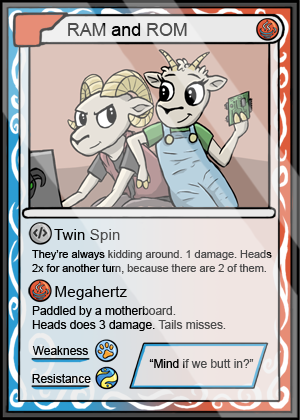 RAM and ROM
Twin Spin
They're always kidding around. 1 damage. Heads
2x for another turn, because there are 2 of them.
Megahertz
Paddled by a motherboard.
Heads does 3 damage. Tails misses.
Weakness
Resistance
“Mind if we butt in?”